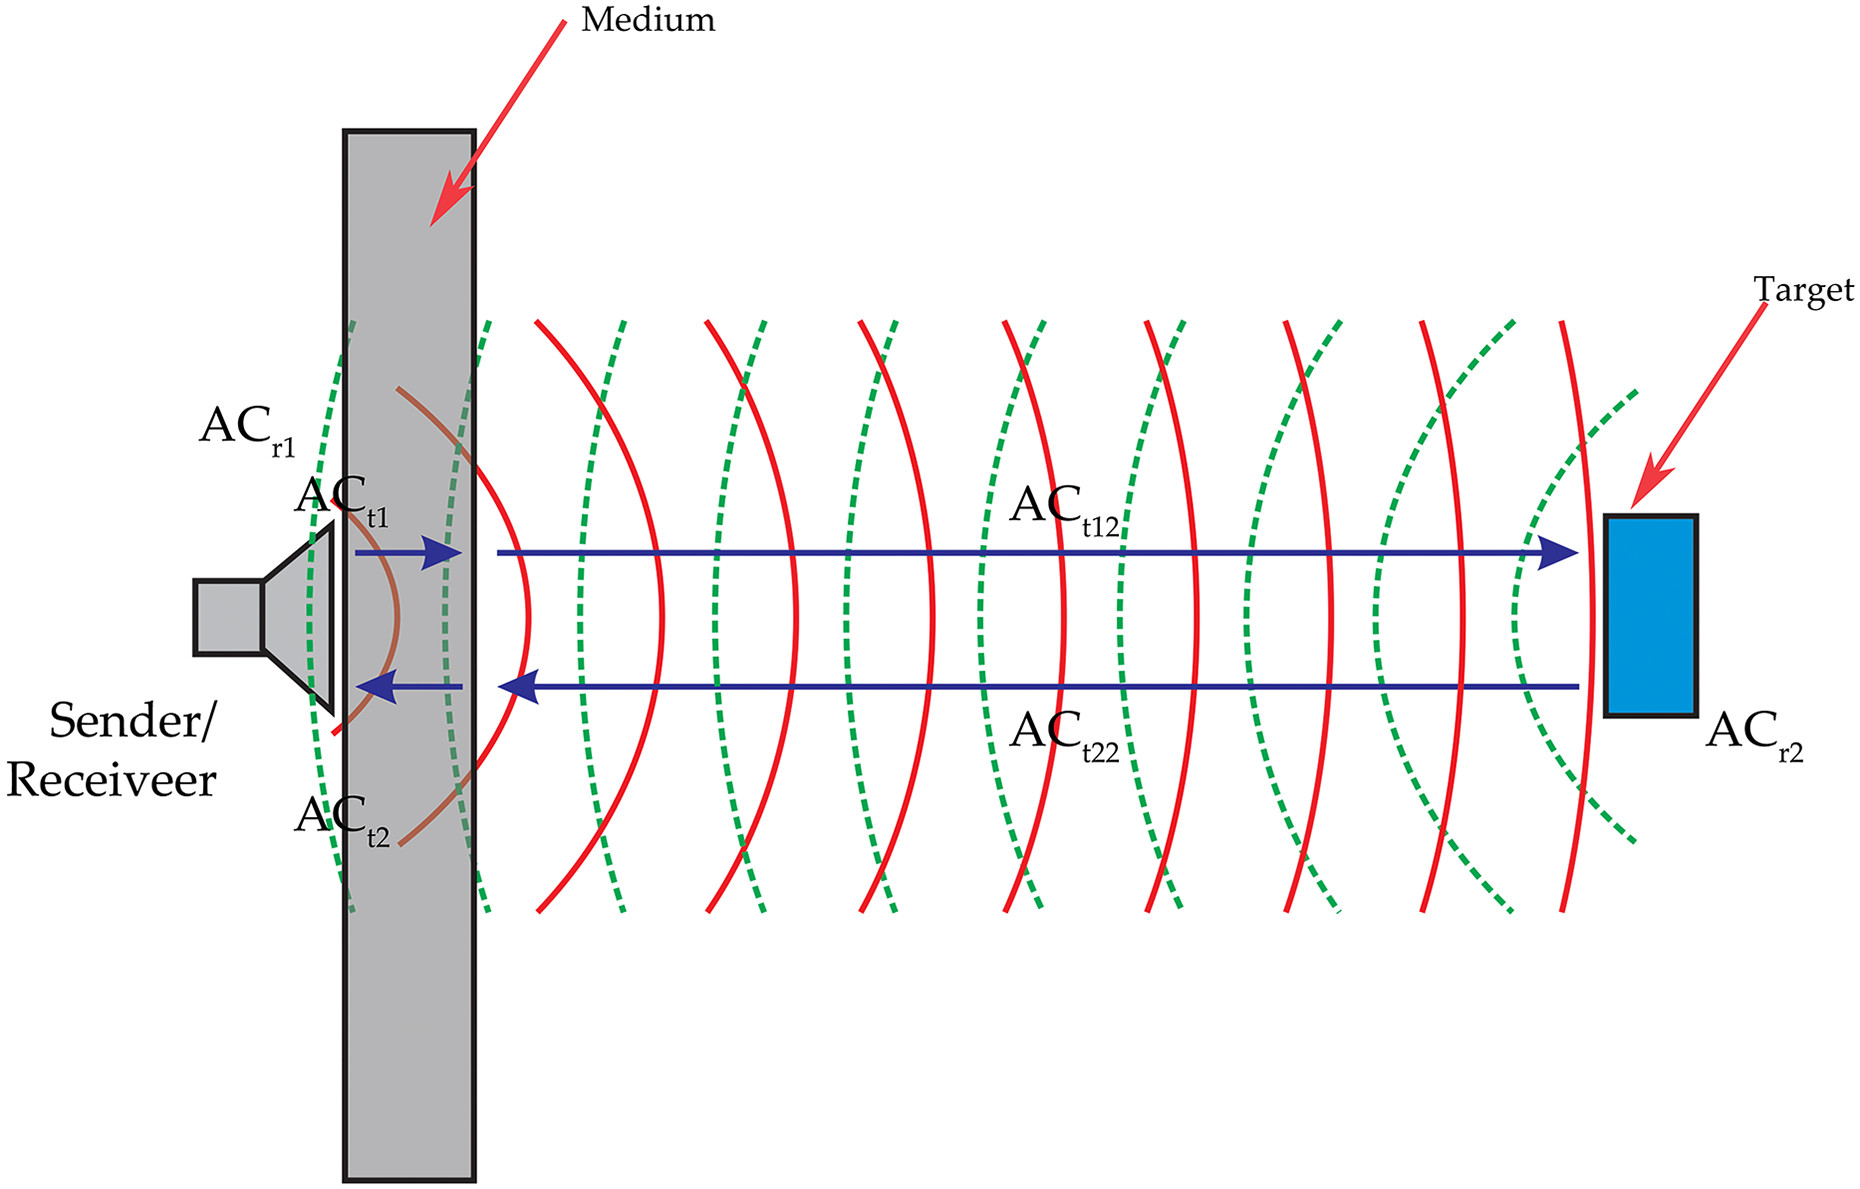 Medium
Target
ACr1
ACt1
ACt12
Sender/
Receiveer
ACt22
ACr2
ACt2